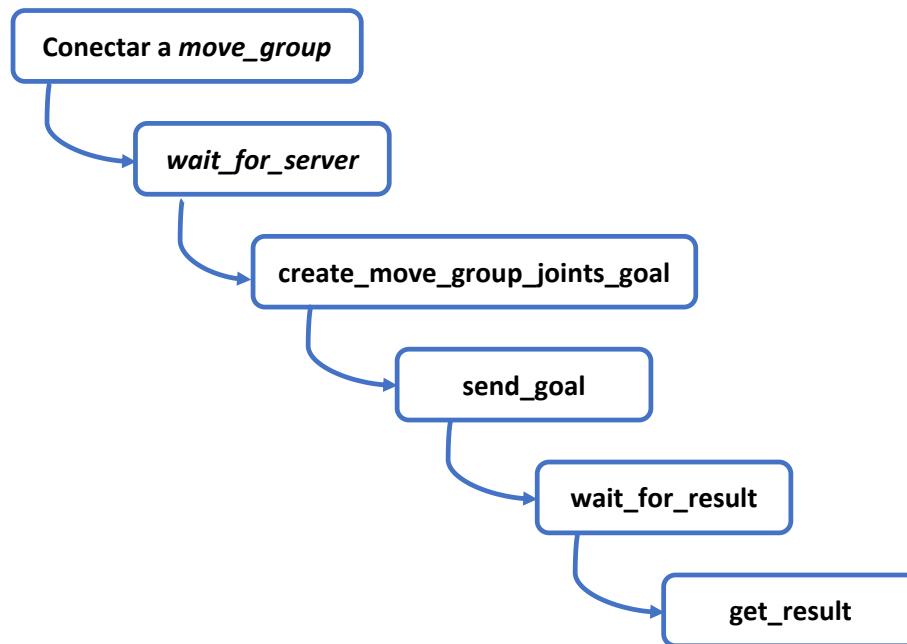 Conectar a move_group
wait_for_server
create_move_group_joints_goal
send_goal
wait_for_result
get_result